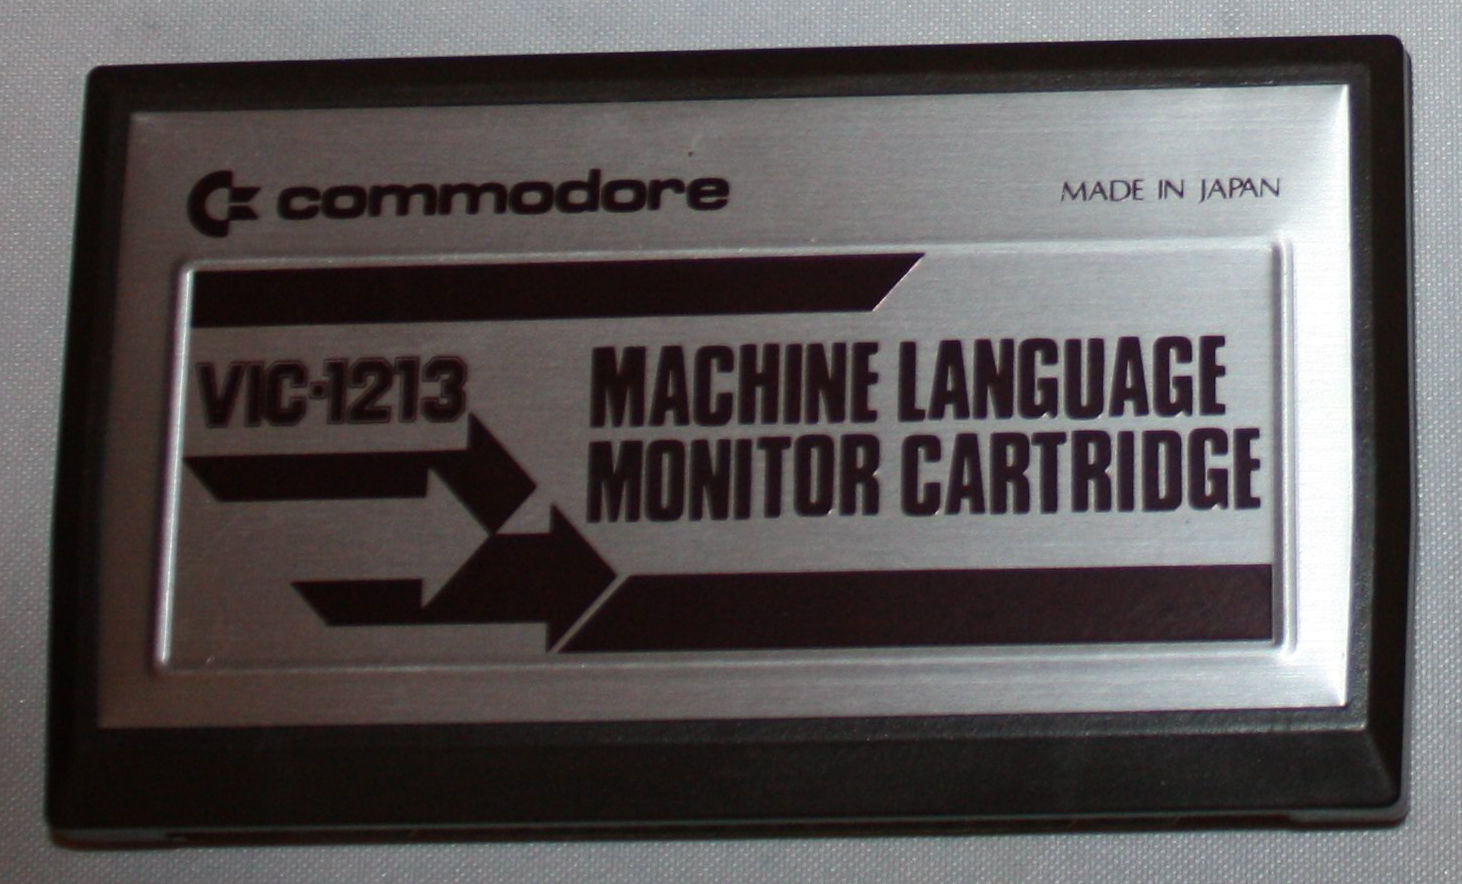 commodore
MADE IN JAPAN
VIC-1213
MACHINE LANGUAGE
MONITOR CARTRIDGE